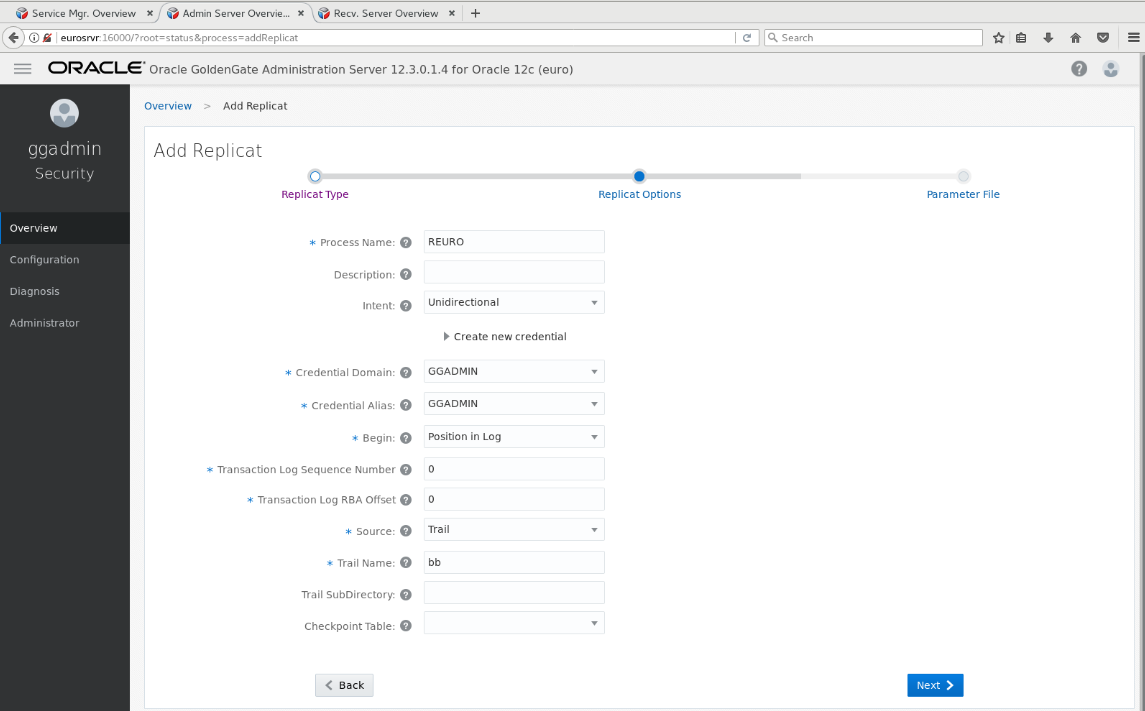 Service Mgr. Overview × Admin Server Overvie... × Recv. Server Overview × +
eurosrvr:16000/?root=status&process=addReplicat Search
ORACLE Oracle GoldenGate Administration Server 12.3.0.1.4 for Oracle 12c (euro)
ggadmin
Security
Overview
Configuration
Diagnosis
Administrator
Overview > Add Replicat
Add Replicat
Replicat Type Replicat Options Parameter File
* Process Name: ? REURO
Description: ?
Intent: ? Unidirectional
Create new credential
* Credential Domain: ? GGADMIN
* Credential Alias: ? GGADMIN
* Begin: ? Position in Log
* Transaction Log Sequence Number ? 0
* Transaction Log RBA Offset ? 0
* Source: ? Trail
* Trail Name: ? bb
Trail SubDirectory: ?
Checkpoint Table: ?
Back Next